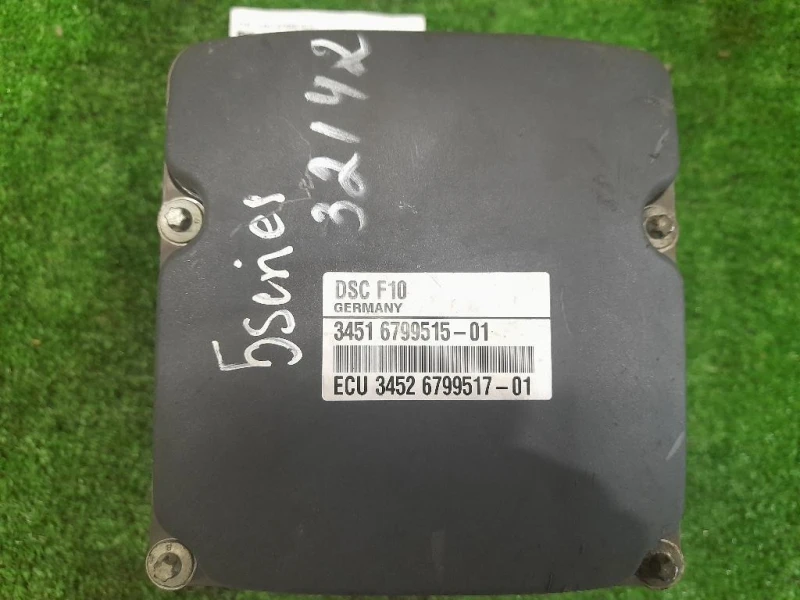 32142
5series
DSC F10
GERMANY
3451 6799515-01
ECU 3452 6799517-01